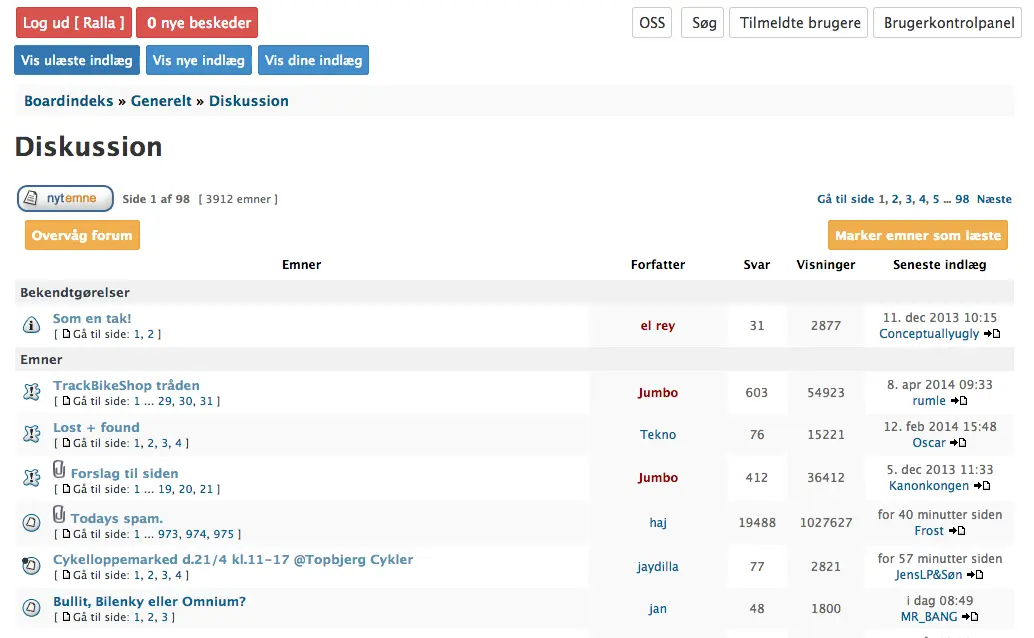 Log ud [ Ralla ] 0 nye beskeder OSS Søg Tilmeldte brugere Brugerkontrolpanel
Vis ulæste indlæg Vis nye indlæg Vis dine indlæg
Boardindeks » Generelt » Diskussion
Diskussion
nytemne Side 1 af 98 [ 3912 emner ] Gå til side 1, 2, 3, 4, 5 ... 98 Næste
Overvåg forum Marker emner som læste
Emner Forfatter Svar Visninger Seneste indlæg
Bekendtgørelser
Som en tak! el rey 31 2877 11. dec 2013 10:15
[ Gå til side: 1, 2 ] Conceptuallyugly
Emner
TrackBikeShop tråden Jumbo 603 54923 8. apr 2014 09:33
[ Gå til side: 1 ... 29, 30, 31 ] rumle
Lost + found Tekno 76 15221 12. feb 2014 15:48
[ Gå til side: 1, 2, 3, 4 ] Oscar
Forslag til siden Jumbo 412 36412 5. dec 2013 11:33
[ Gå til side: 1 ... 19, 20, 21 ] Kanonkongen
Todays spam. haj 19488 1027627 for 40 minutter siden
[ Gå til side: 1 ... 973, 974, 975 ] Frost
Cykelloppemarked d.21/4 kl.11-17 @Topbjerg Cykler jaydilla 77 2821 for 57 minutter siden
[ Gå til side: 1, 2, 3, 4 ] JensLP&Søn
Bullit, Bilenky eller Omnium? jan 48 1800 i dag 08:49
[ Gå til side: 1, 2, 3 ] MR_BANG